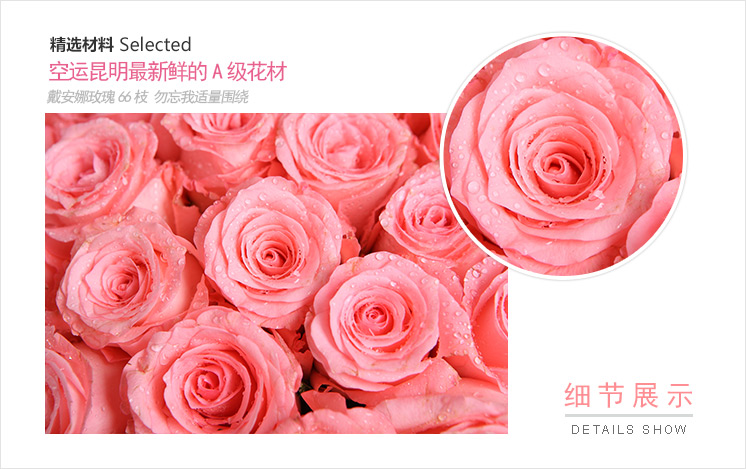 精选材料 Selected
空运昆明最新鲜的 A 级花材
戴安娜玫瑰 66 枝 勿忘我适量围绕
细节展示
DETAILS SHOW